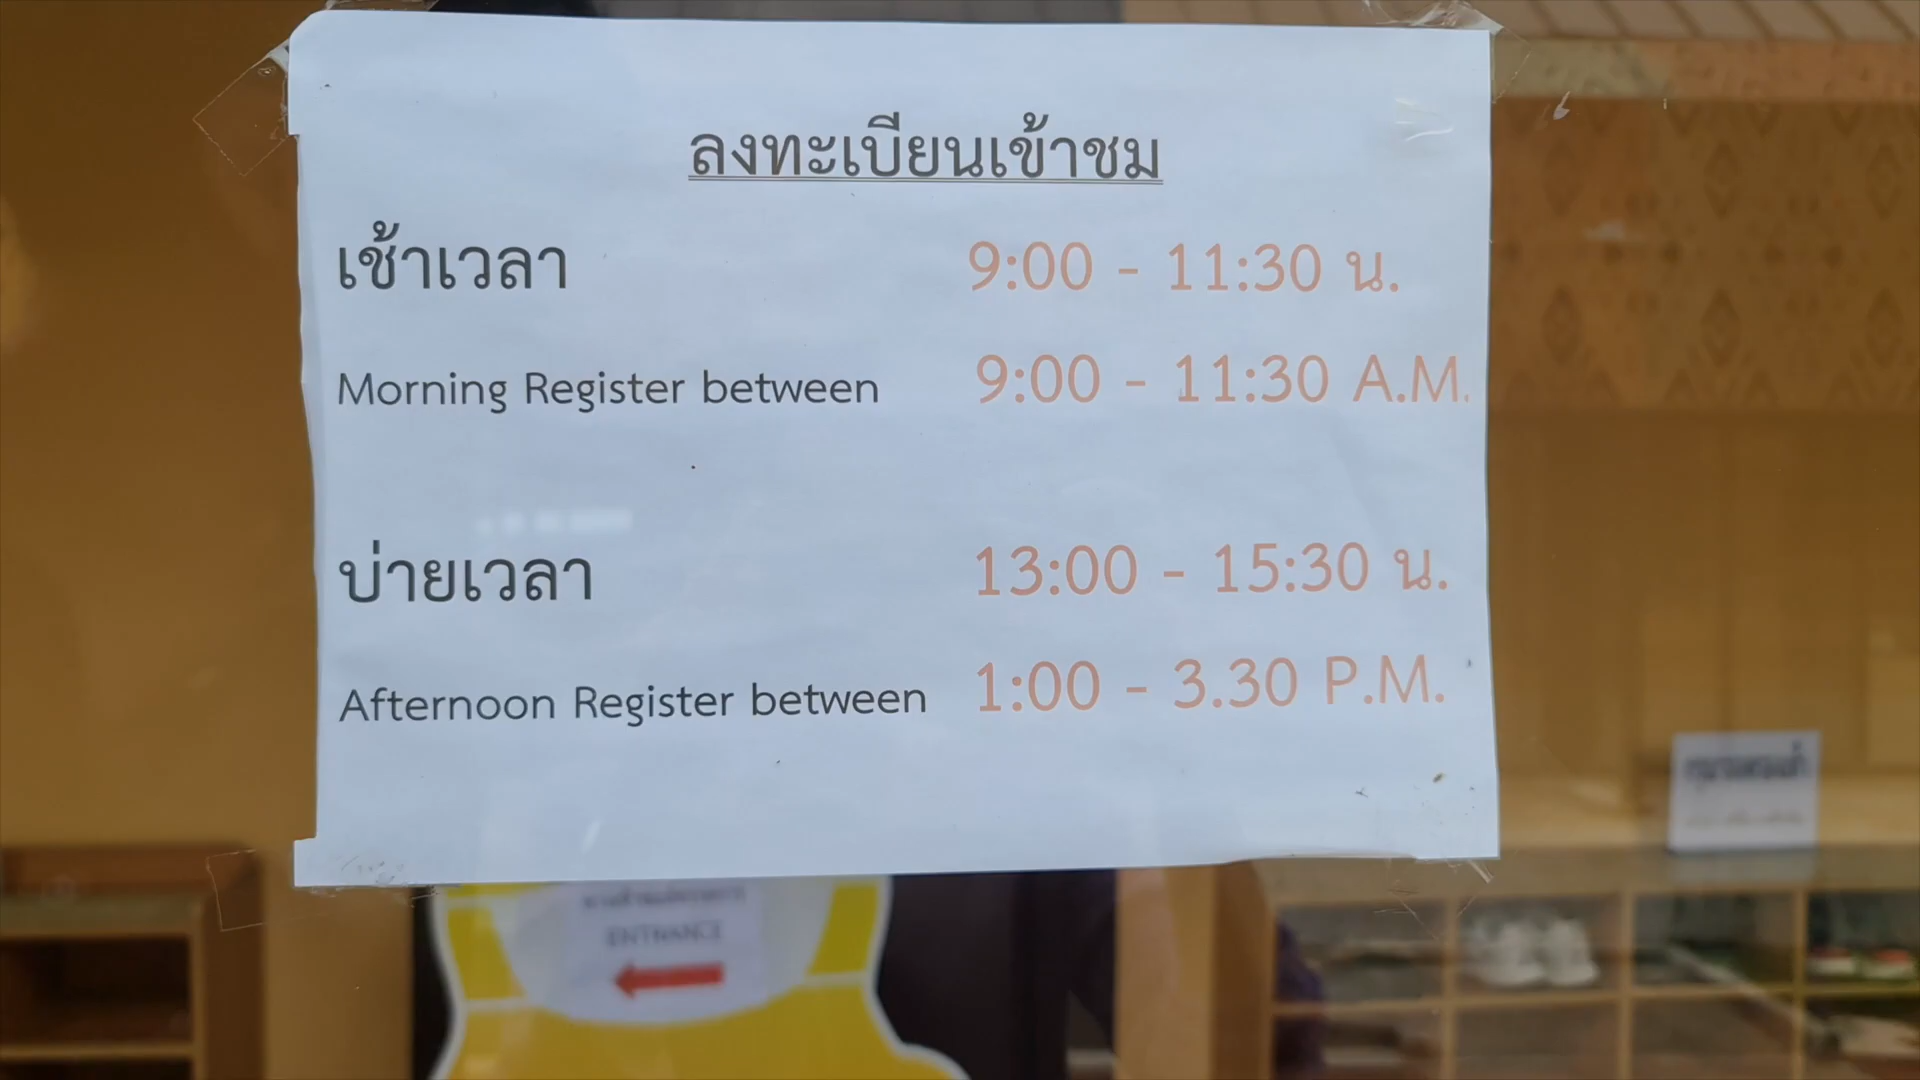 ลงทะเบียนเข้าชม
เช้าเวลา 9:00 - 11:30 น.
Morning Register between 9:00 - 11:30 A.M.
บ่ายเวลา 13:00 - 15:30 น.
Afternoon Register between 1:00 - 3.30 P.M.
ENTRANCE